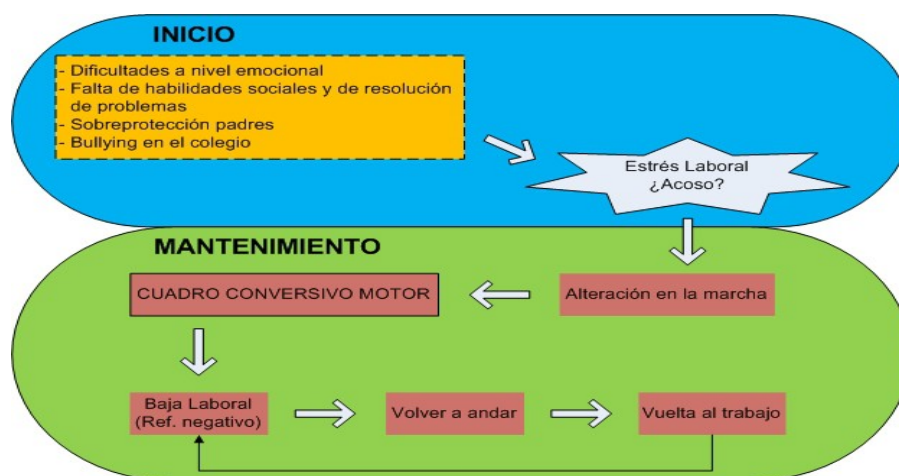 INICIO
- Dificultades a nivel emocional
- Falta de habilidades sociales y de resolución
de problemas
- Sobreprotección padres
- Bullying en el colegio
Estrés Laboral
¿Acoso?
MANTENIMIENTO
CUADRO CONVERSIVO MOTOR
Alteración en la marcha
Baja Laboral
(Ref. negativo)
Volver a andar
Vuelta al trabajo